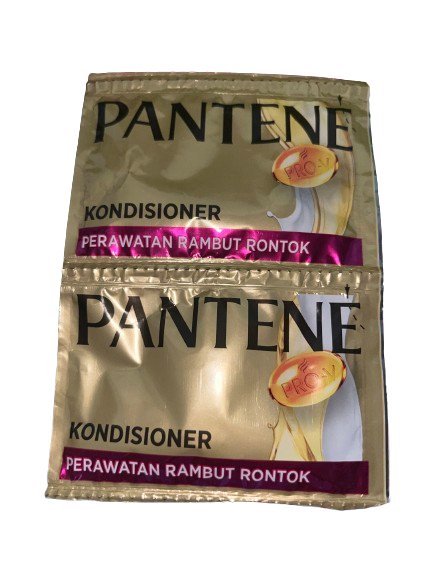 PANTENE
PRO-V
KONDISIONER
PERAWATAN RAMBUT RONTOK
PANTENE
PRO-V
KONDISIONER
PERAWATAN RAMBUT RONTOK